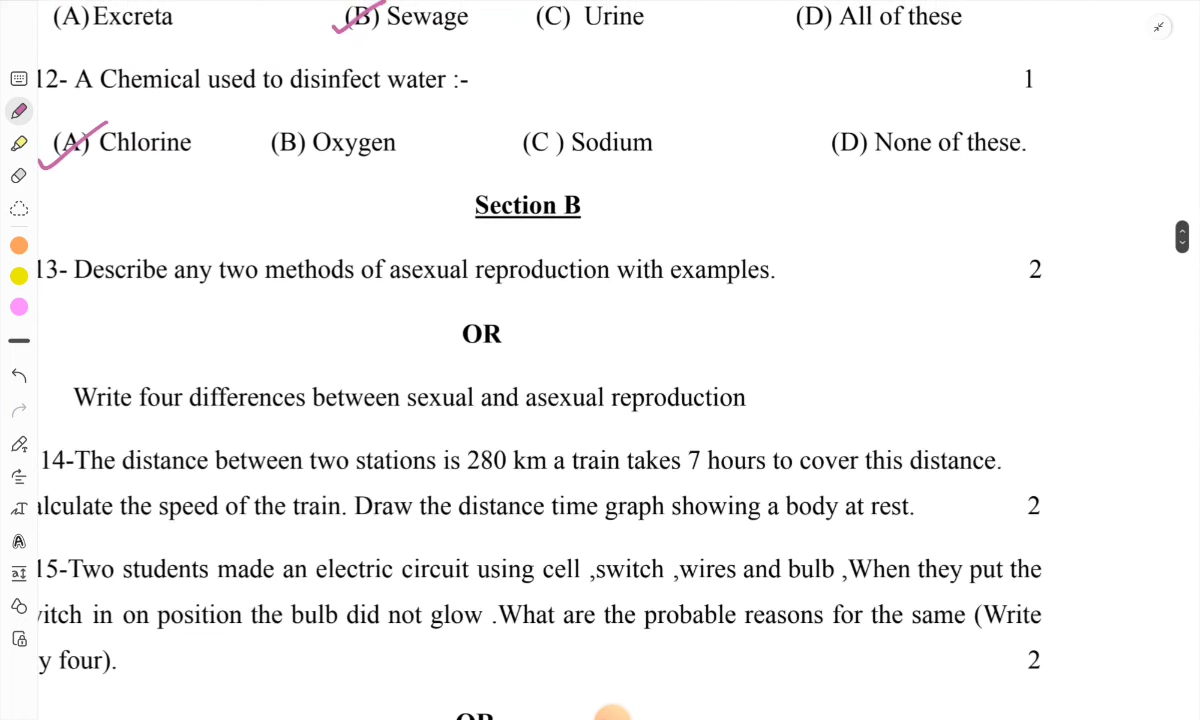 (A) Excreta (B) Sewage (C) Urine (D) All of these
12- A Chemical used to disinfect water :- 1
(A) Chlorine (B) Oxygen (C ) Sodium (D) None of these.
Section B
13- Describe any two methods of asexual reproduction with examples. 2
OR
Write four differences between sexual and asexual reproduction
14-The distance between two stations is 280 km a train takes 7 hours to cover this distance.
alculate the speed of the train. Draw the distance time graph showing a body at rest. 2
15-Two students made an electric circuit using cell ,switch ,wires and bulb ,When they put the
itch in on position the bulb did not glow .What are the probable reasons for the same (Write
y four). 2
OR